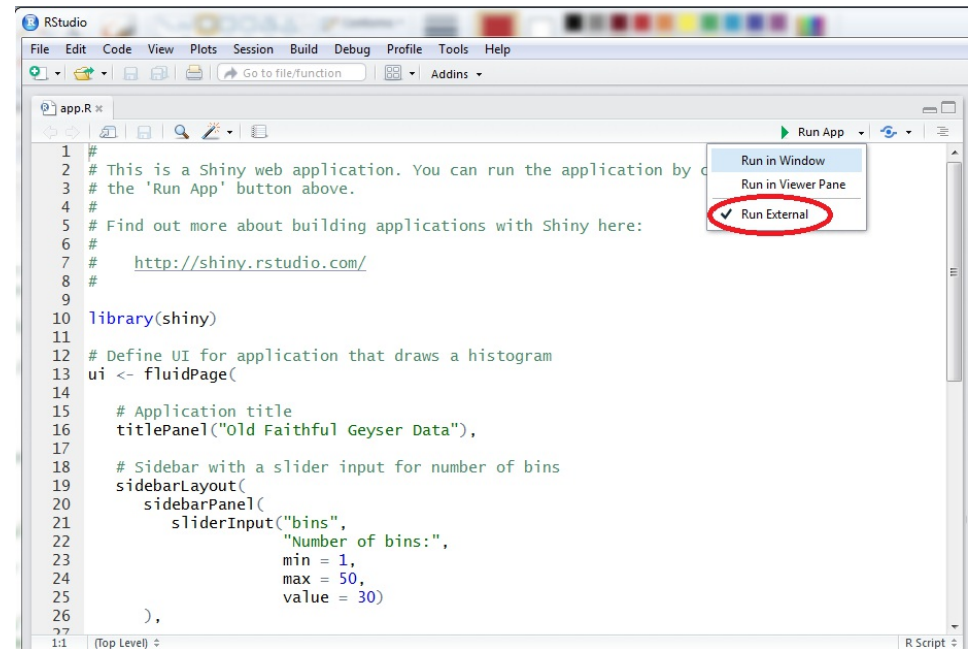 RStudio
File Edit Code View Plots Session Build Debug Profile Tools Help
Go to file/function Addins
app.R
Run App
Run in Window
Run in Viewer Pane
Run External
1 #
2 # This is a Shiny web application. You can run the application by
3 # the 'Run App' button above.
4 #
5 # Find out more about building applications with Shiny here:
6 #
7 #    http://shiny.rstudio.com/
8 #
9
10 library(shiny)
11
12 # Define UI for application that draws a histogram
13 ui <- fluidPage(
14
15    # Application title
16    titlePanel("Old Faithful Geyser Data"),
17
18    # Sidebar with a slider input for number of bins
19    sidebarLayout(
20       sidebarPanel(
21          sliderInput("bins",
22                      "Number of bins:",
23                      min = 1,
24                      max = 50,
25                      value = 30)
26       ),
27
1:1 (Top Level) R Script